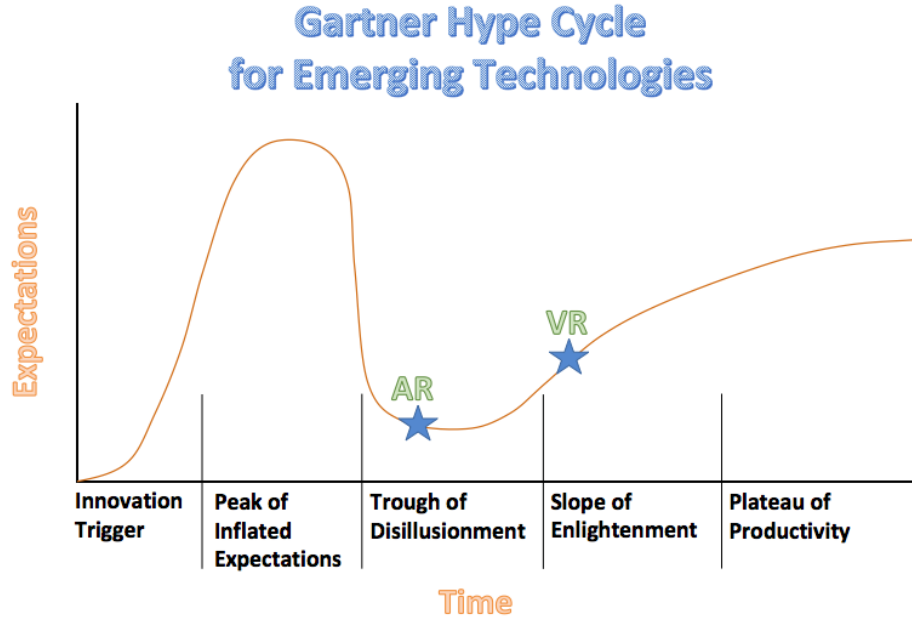 Gartner Hype Cycle
for Emerging Technologies
Expectations
VR
AR
Innovation
Trigger
Peak of
Inflated
Expectations
Trough of
Disillusionment
Slope of
Enlightenment
Plateau of
Productivity
Time